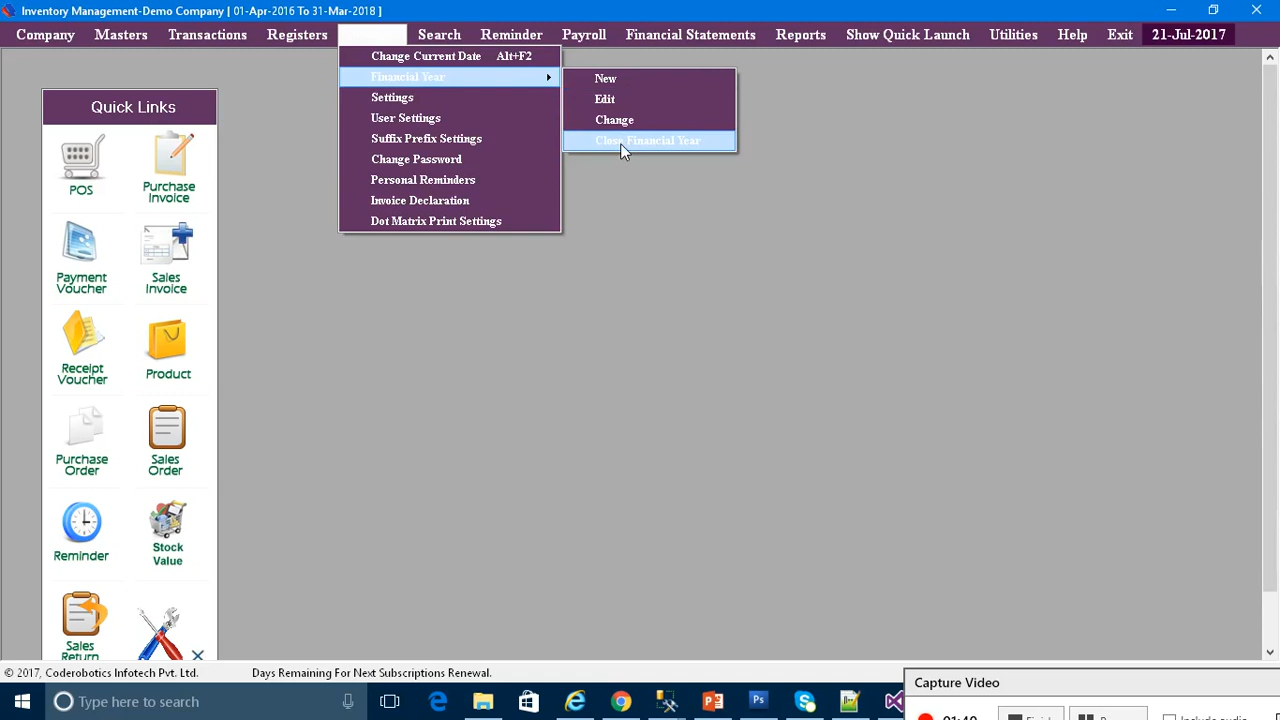 Inventory Management-Demo Company [ 01-Apr-2016 To 31-Mar-2018 ]
Company Masters Transactions Registers Search Reminder Payroll Financial Statements Reports Show Quick Launch Utilities Help Exit 21-Jul-2017
Change Current Date Alt+F2
Financial Year
Settings
User Settings
Suffix Prefix Settings
Change Password
Personal Reminders
Invoice Declaration
Dot Matrix Print Settings
New
Edit
Change
Close Financial Year
Quick Links
POS
Purchase Invoice
Payment Voucher
Sales Invoice
Receipt Voucher
Product
Purchase Order
Sales Order
Reminder
Stock Value
Sales Return
© 2017, Coderobotics Infotech Pvt. Ltd. Days Remaining For Next Subscriptions Renewal.
Type here to search
Capture Video
01:40